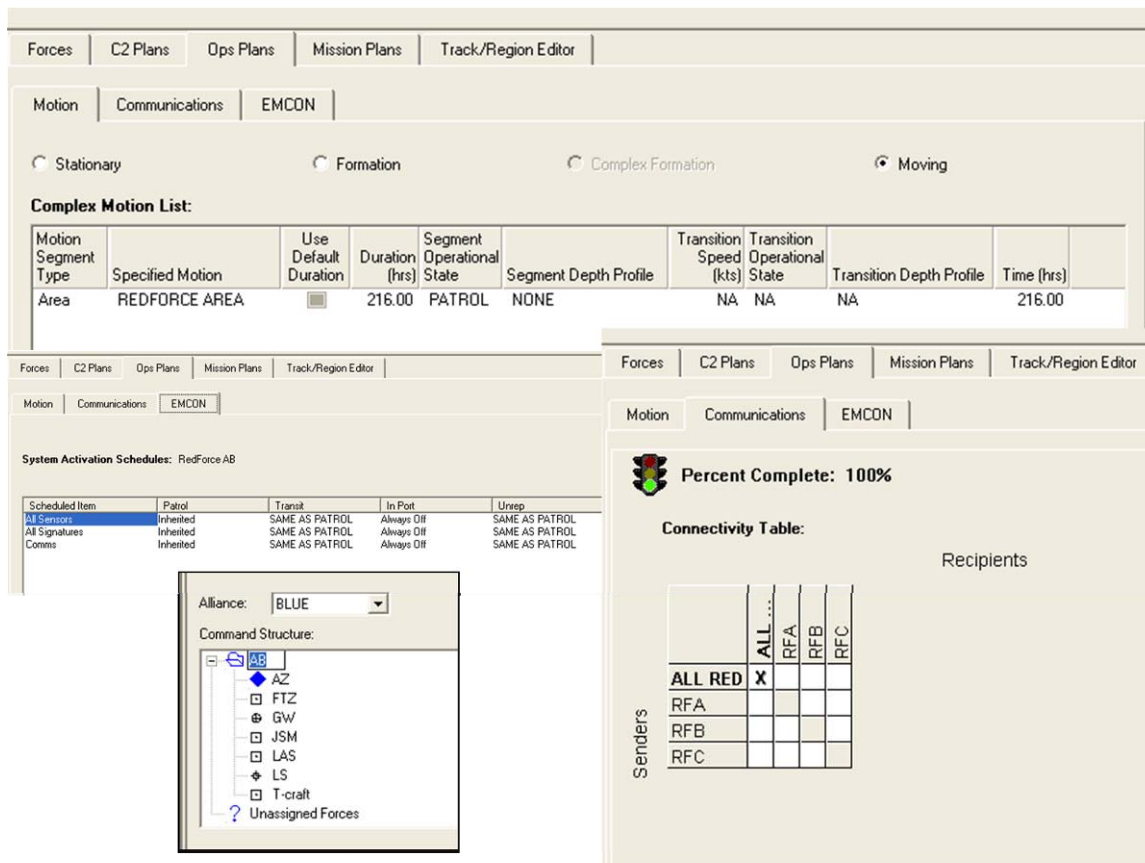 Forces C2 Plans Ops Plans Mission Plans Track/Region Editor
Motion Communications EMCON
Stationary Formation Complex Formation Moving
Complex Motion List:
Motion Segment Type Specified Motion Use Default Duration Duration (hrs) Segment Operational State Segment Depth Profile Transition Speed (kts) Transition Operational State Transition Depth Profile Time (hrs)
Area REDFORCE AREA 216.00 PATROL NONE NA NA NA 216.00
Forces C2 Plans Ops Plans Mission Plans Track/Region Editor
Motion Communications EMCON
System Activation Schedules: RedForce AB
Scheduled Item Patrol Transit In Port Unrep
All Sensors Inherited SAME AS PATROL Always Off SAME AS PATROL
All Signatures Inherited SAME AS PATROL Always Off SAME AS PATROL
Comms Inherited SAME AS PATROL Always Off SAME AS PATROL
Alliance: BLUE
Command Structure:
AB
AZ
FTZ
GW
JSM
LAS
LS
T-craft
? Unassigned Forces
Forces C2 Plans Ops Plans Mission Plans Track/Region Editor
Motion Communications EMCON
Percent Complete: 100%
Connectivity Table:
Recipients
ALL ... RFA RFB RFC
Senders
ALL RED X
RFA
RFB
RFC